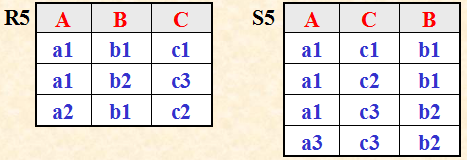 R5 A B C S5 A C B
a1 b1 c1 a1 c1 b1
a1 b2 c3 a1 c2 b1
a2 b1 c2 a1 c3 b2
a3 c3 b2